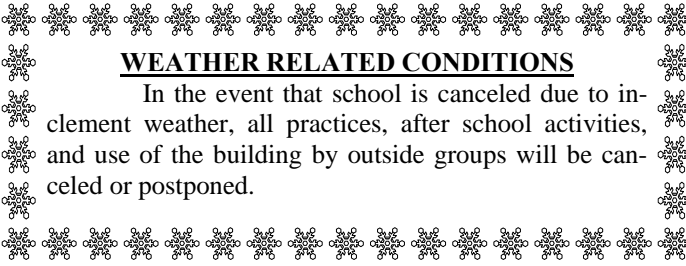 WEATHER RELATED CONDITIONS
In the event that school is canceled due to in-
clement weather, all practices, after school activities,
and use of the building by outside groups will be can-
celed or postponed.